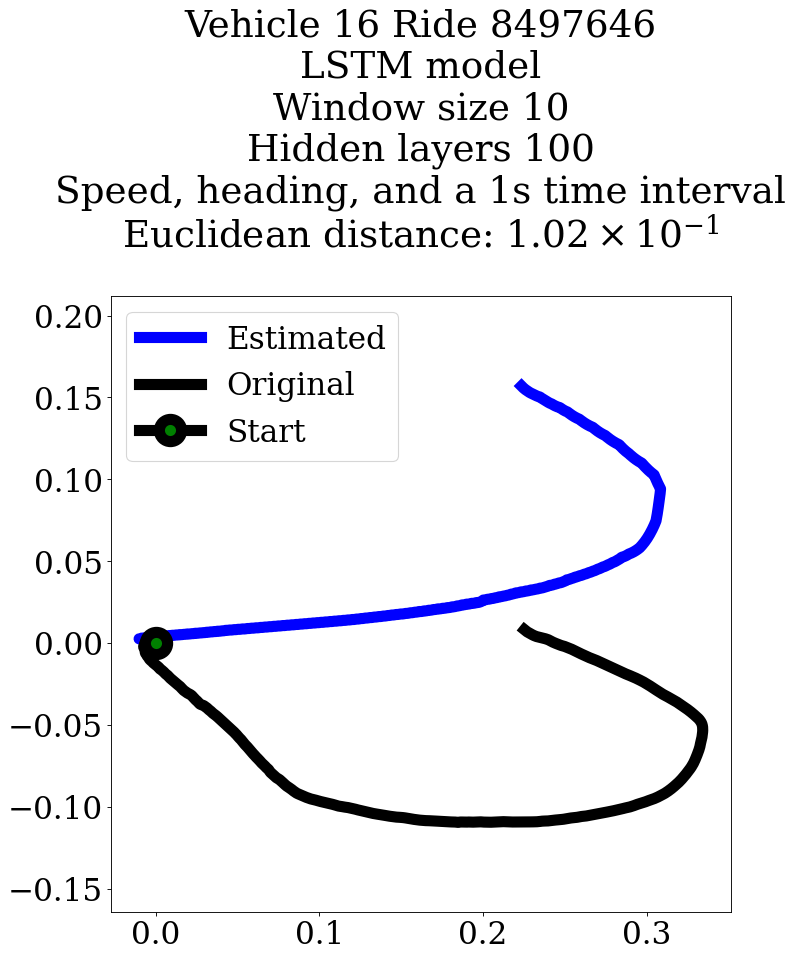 Vehicle 16 Ride 8497646
LSTM model
Window size 10
Hidden layers 100
Speed, heading, and a 1s time interval
Euclidean distance: 1.02 × 10⁻¹
Estimated
Original
Start
0.20
0.15
0.10
0.05
0.00
−0.05
−0.10
−0.15
0.0 0.1 0.2 0.3